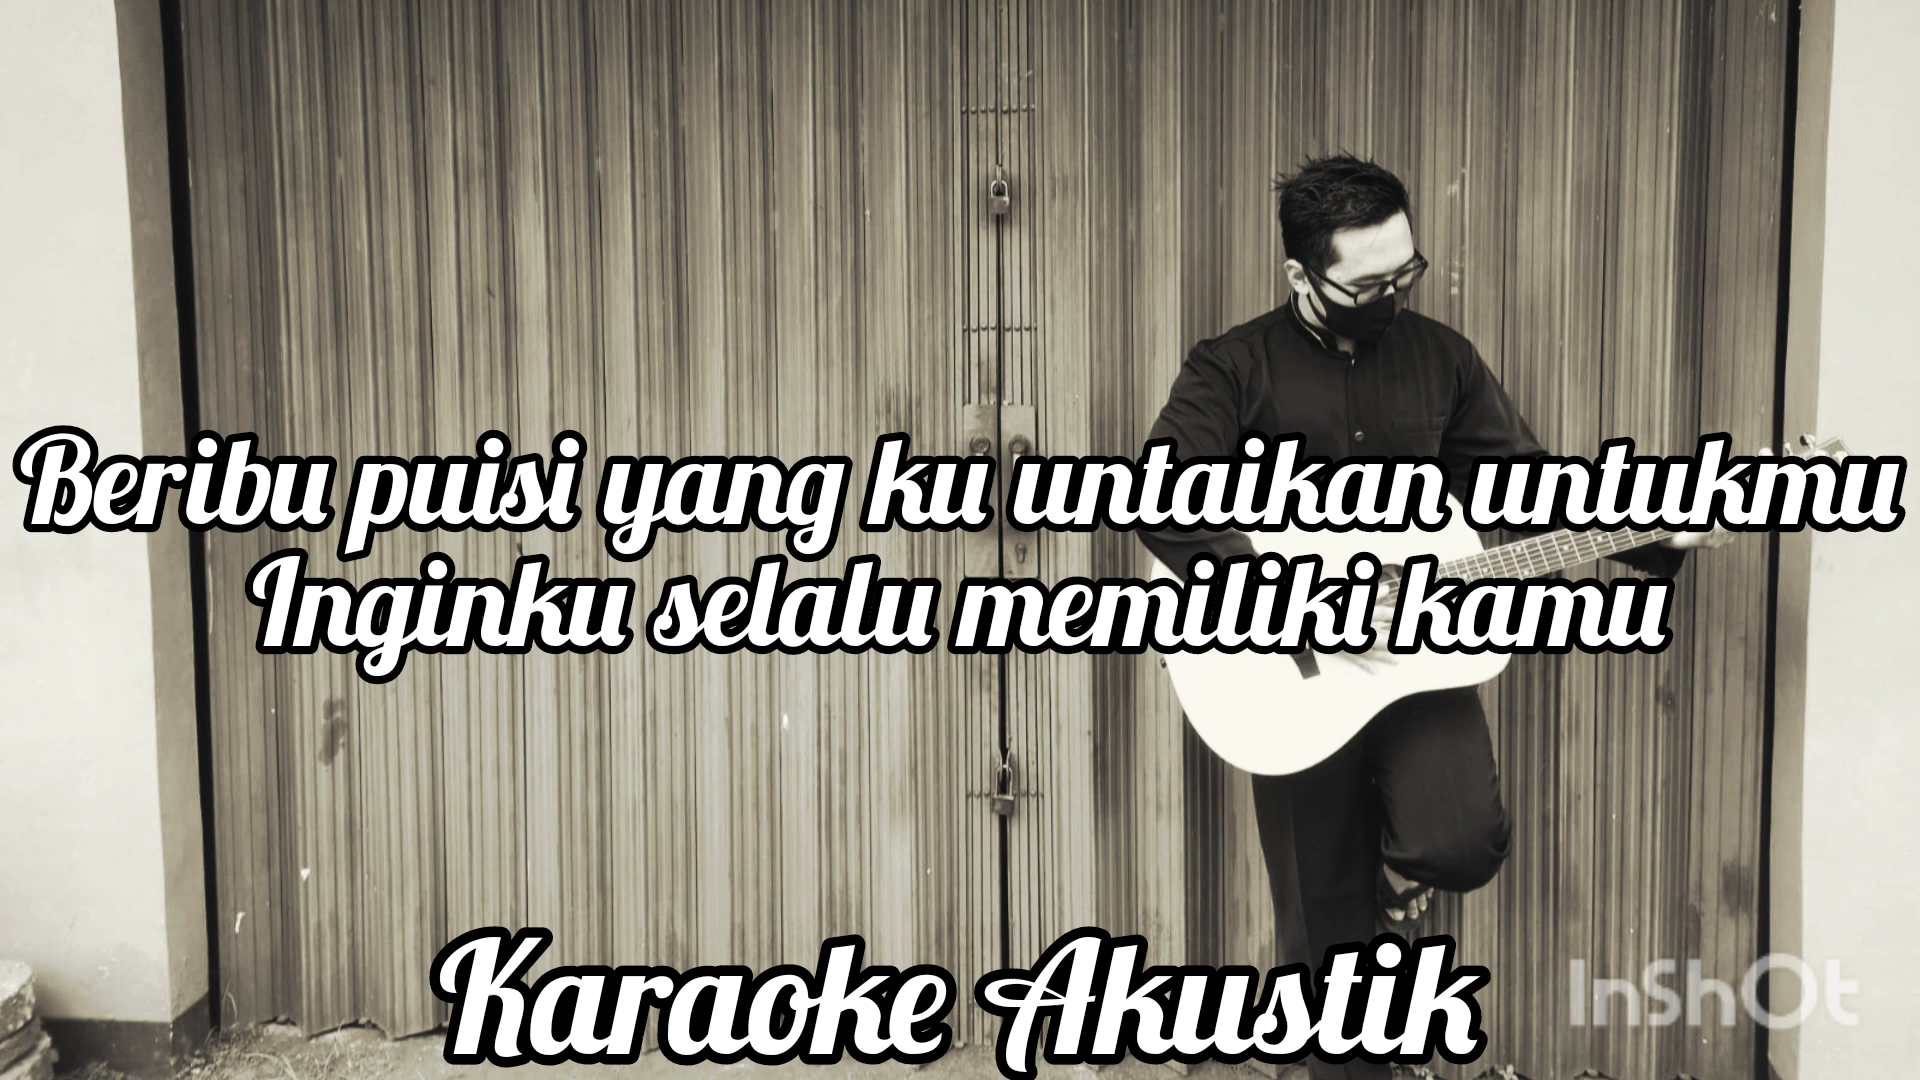 Beribu puisi yang ku untaikan untukmu
Inginku selalu memiliki kamu
Karaoke Akustik
InShOt